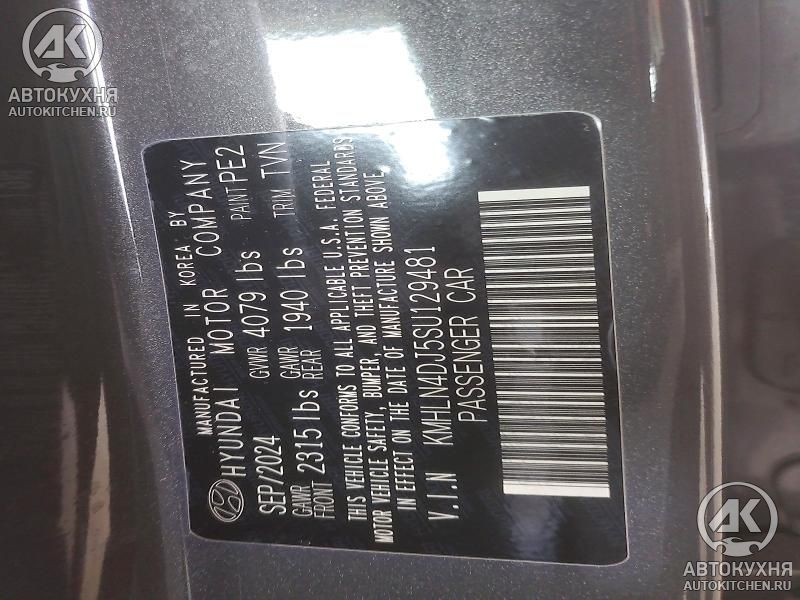 АВТОКУХНЯ
AUTOKITCHEN.RU
MANUFACTURED IN KOREA BY
HYUNDAI MOTOR COMPANY
SEP/2024 GVWR 4079 lbs PAINT PE2
GAWR FRONT 2315 lbs GAWR REAR 1940 lbs TRIM TVN
THIS VEHICLE CONFORMS TO ALL APPLICABLE U.S.A. FEDERAL
MOTOR VEHICLE SAFETY, BUMPER, AND THEFT PREVENTION STANDARDS
IN EFFECT ON THE DATE OF MANUFACTURE SHOWN ABOVE.
V.I.N KMHLN4DJ5SU129481
PASSENGER CAR
АВТОКУХНЯ
AUTOKITCHEN.RU